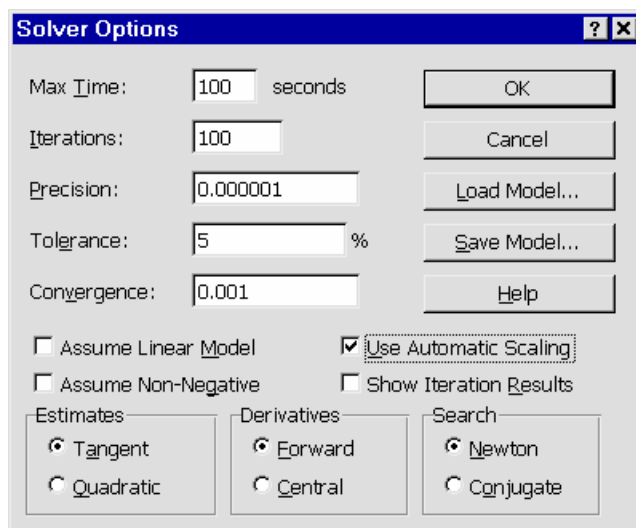 Solver Options
Max Time: 100 seconds OK
Iterations: 100 Cancel
Precision: 0.000001 Load Model...
Tolerance: 5 % Save Model...
Convergence: 0.001 Help
Assume Linear Model Use Automatic Scaling
Assume Non-Negative Show Iteration Results
Estimates Derivatives Search
Tangent Forward Newton
Quadratic Central Conjugate